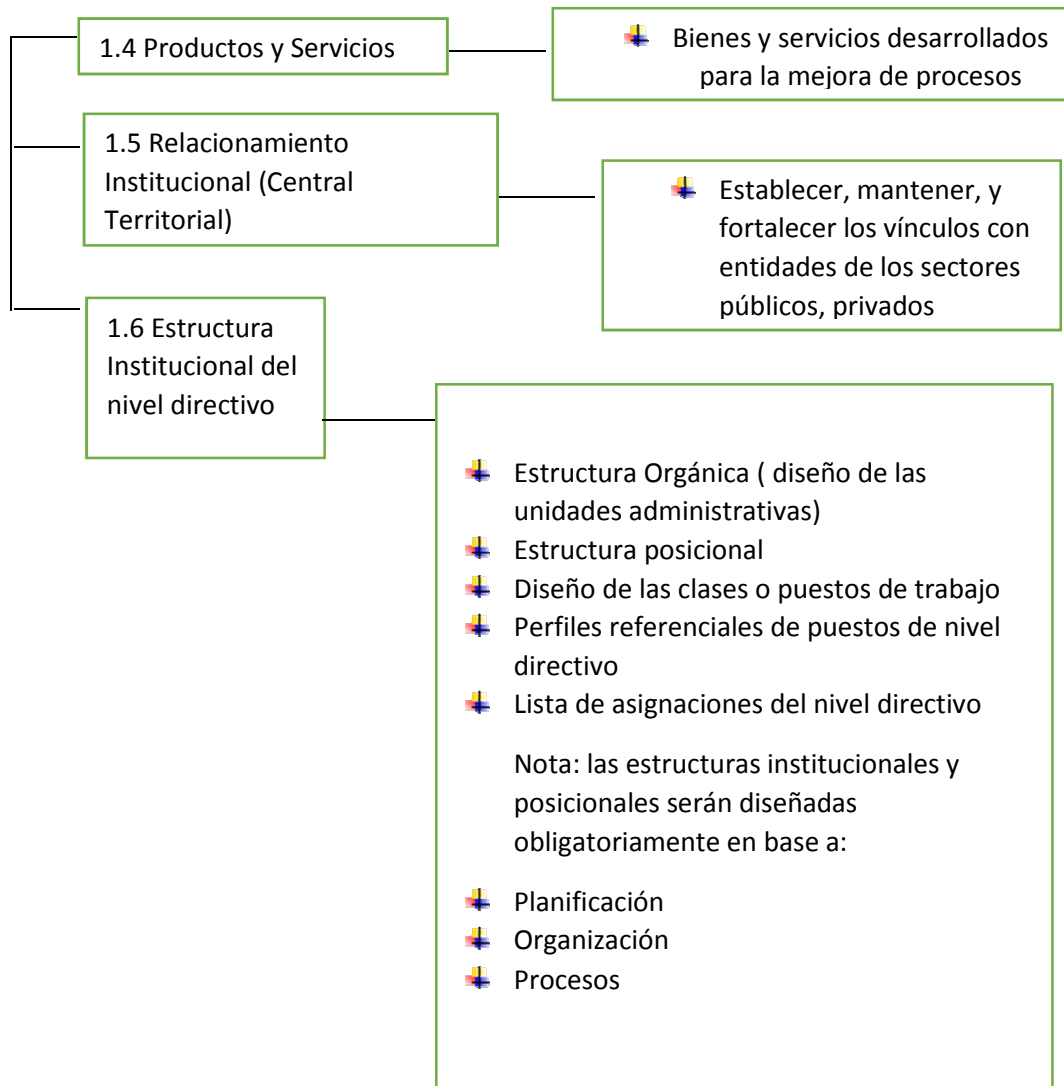 1.4 Productos y Servicios
Bienes y servicios desarrollados
para la mejora de procesos
1.5 Relacionamiento
Institucional (Central
Territorial)
Establecer, mantener, y
fortalecer los vínculos con
entidades de los sectores
públicos, privados
1.6 Estructura
Institucional del
nivel directivo
Estructura Orgánica ( diseño de las
unidades administrativas)
Estructura posicional
Diseño de las clases o puestos de trabajo
Perfiles referenciales de puestos de nivel
directivo
Lista de asignaciones del nivel directivo
Nota: las estructuras institucionales y
posicionales serán diseñadas
obligatoriamente en base a:
Planificación
Organización
Procesos